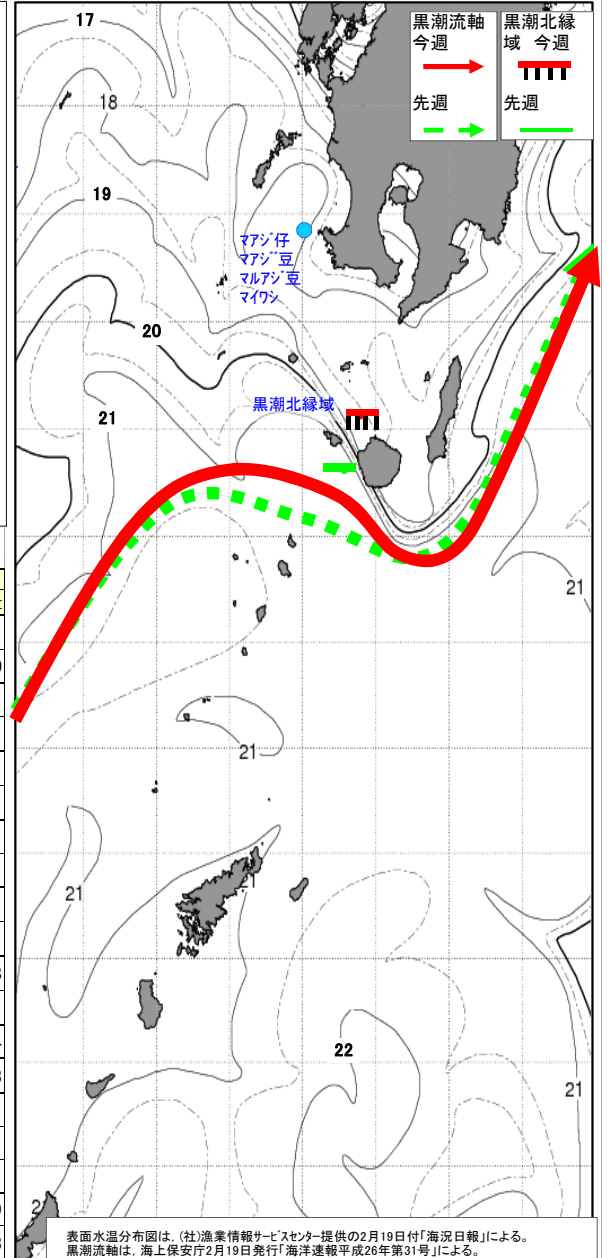 黒潮流軸
今週
先週
黒潮北縁
域 今週
先週
17
18
19
マアジ仔
マアジ豆
マルアジ豆
マイワシ
20
黒潮北縁域
21
21
21
21
21
22
21
表面水温分布図は,(社)漁業情報サービスセンター提供の2月19日付「海況日報」による。
黒潮流軸は,海上保安庁2月19日発行「海洋速報平成26年第31号」による。